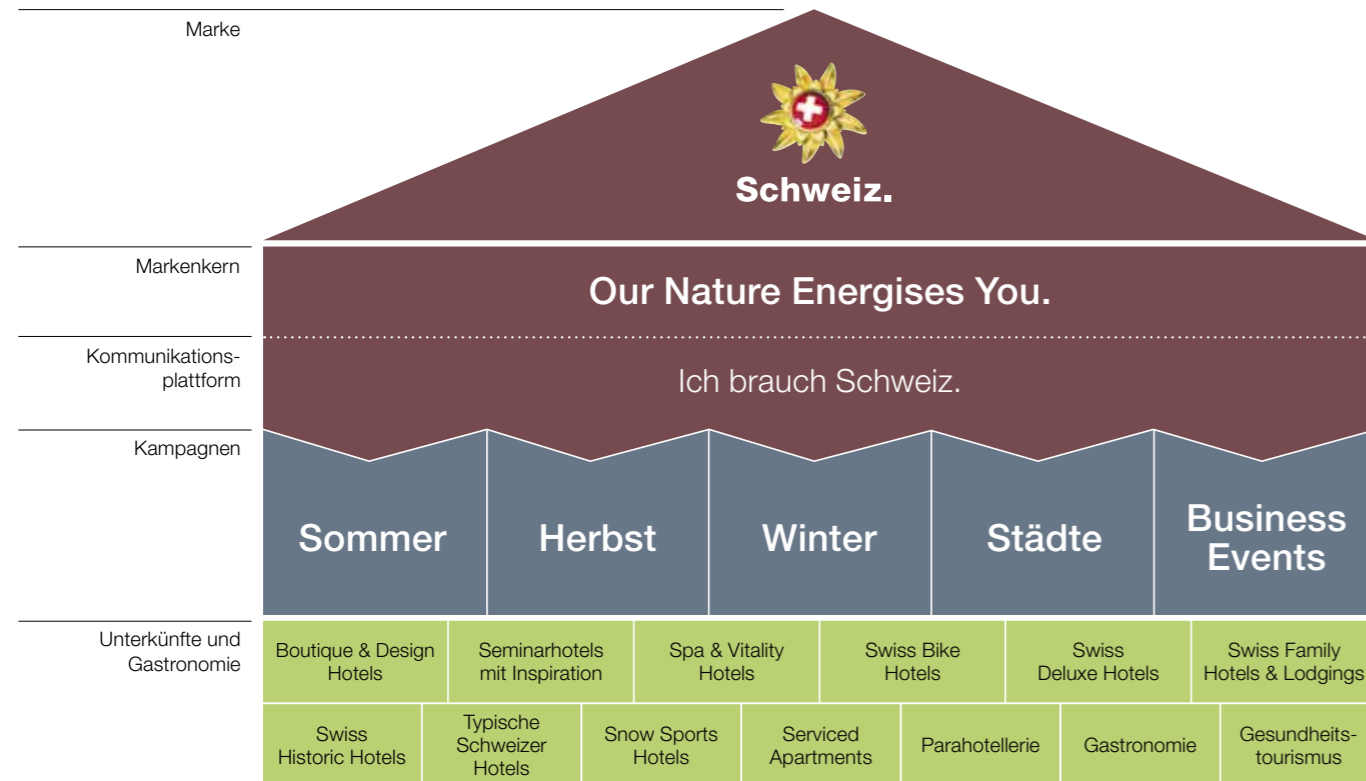 Marke
Schweiz.
Markenkern
Our Nature Energises You.
Kommunikations-
plattform
Ich brauch Schweiz.
Kampagnen
Sommer
Herbst
Winter
Städte
Business
Events
Unterkünfte und
Gastronomie
Boutique & Design
Hotels
Seminarhotels
mit Inspiration
Spa & Vitality
Hotels
Swiss Bike
Hotels
Swiss
Deluxe Hotels
Swiss Family
Hotels & Lodgings
Swiss
Historic Hotels
Typische
Schweizer
Hotels
Snow Sports
Hotels
Serviced
Apartments
Parahotellerie
Gastronomie
Gesundheits-
tourismus